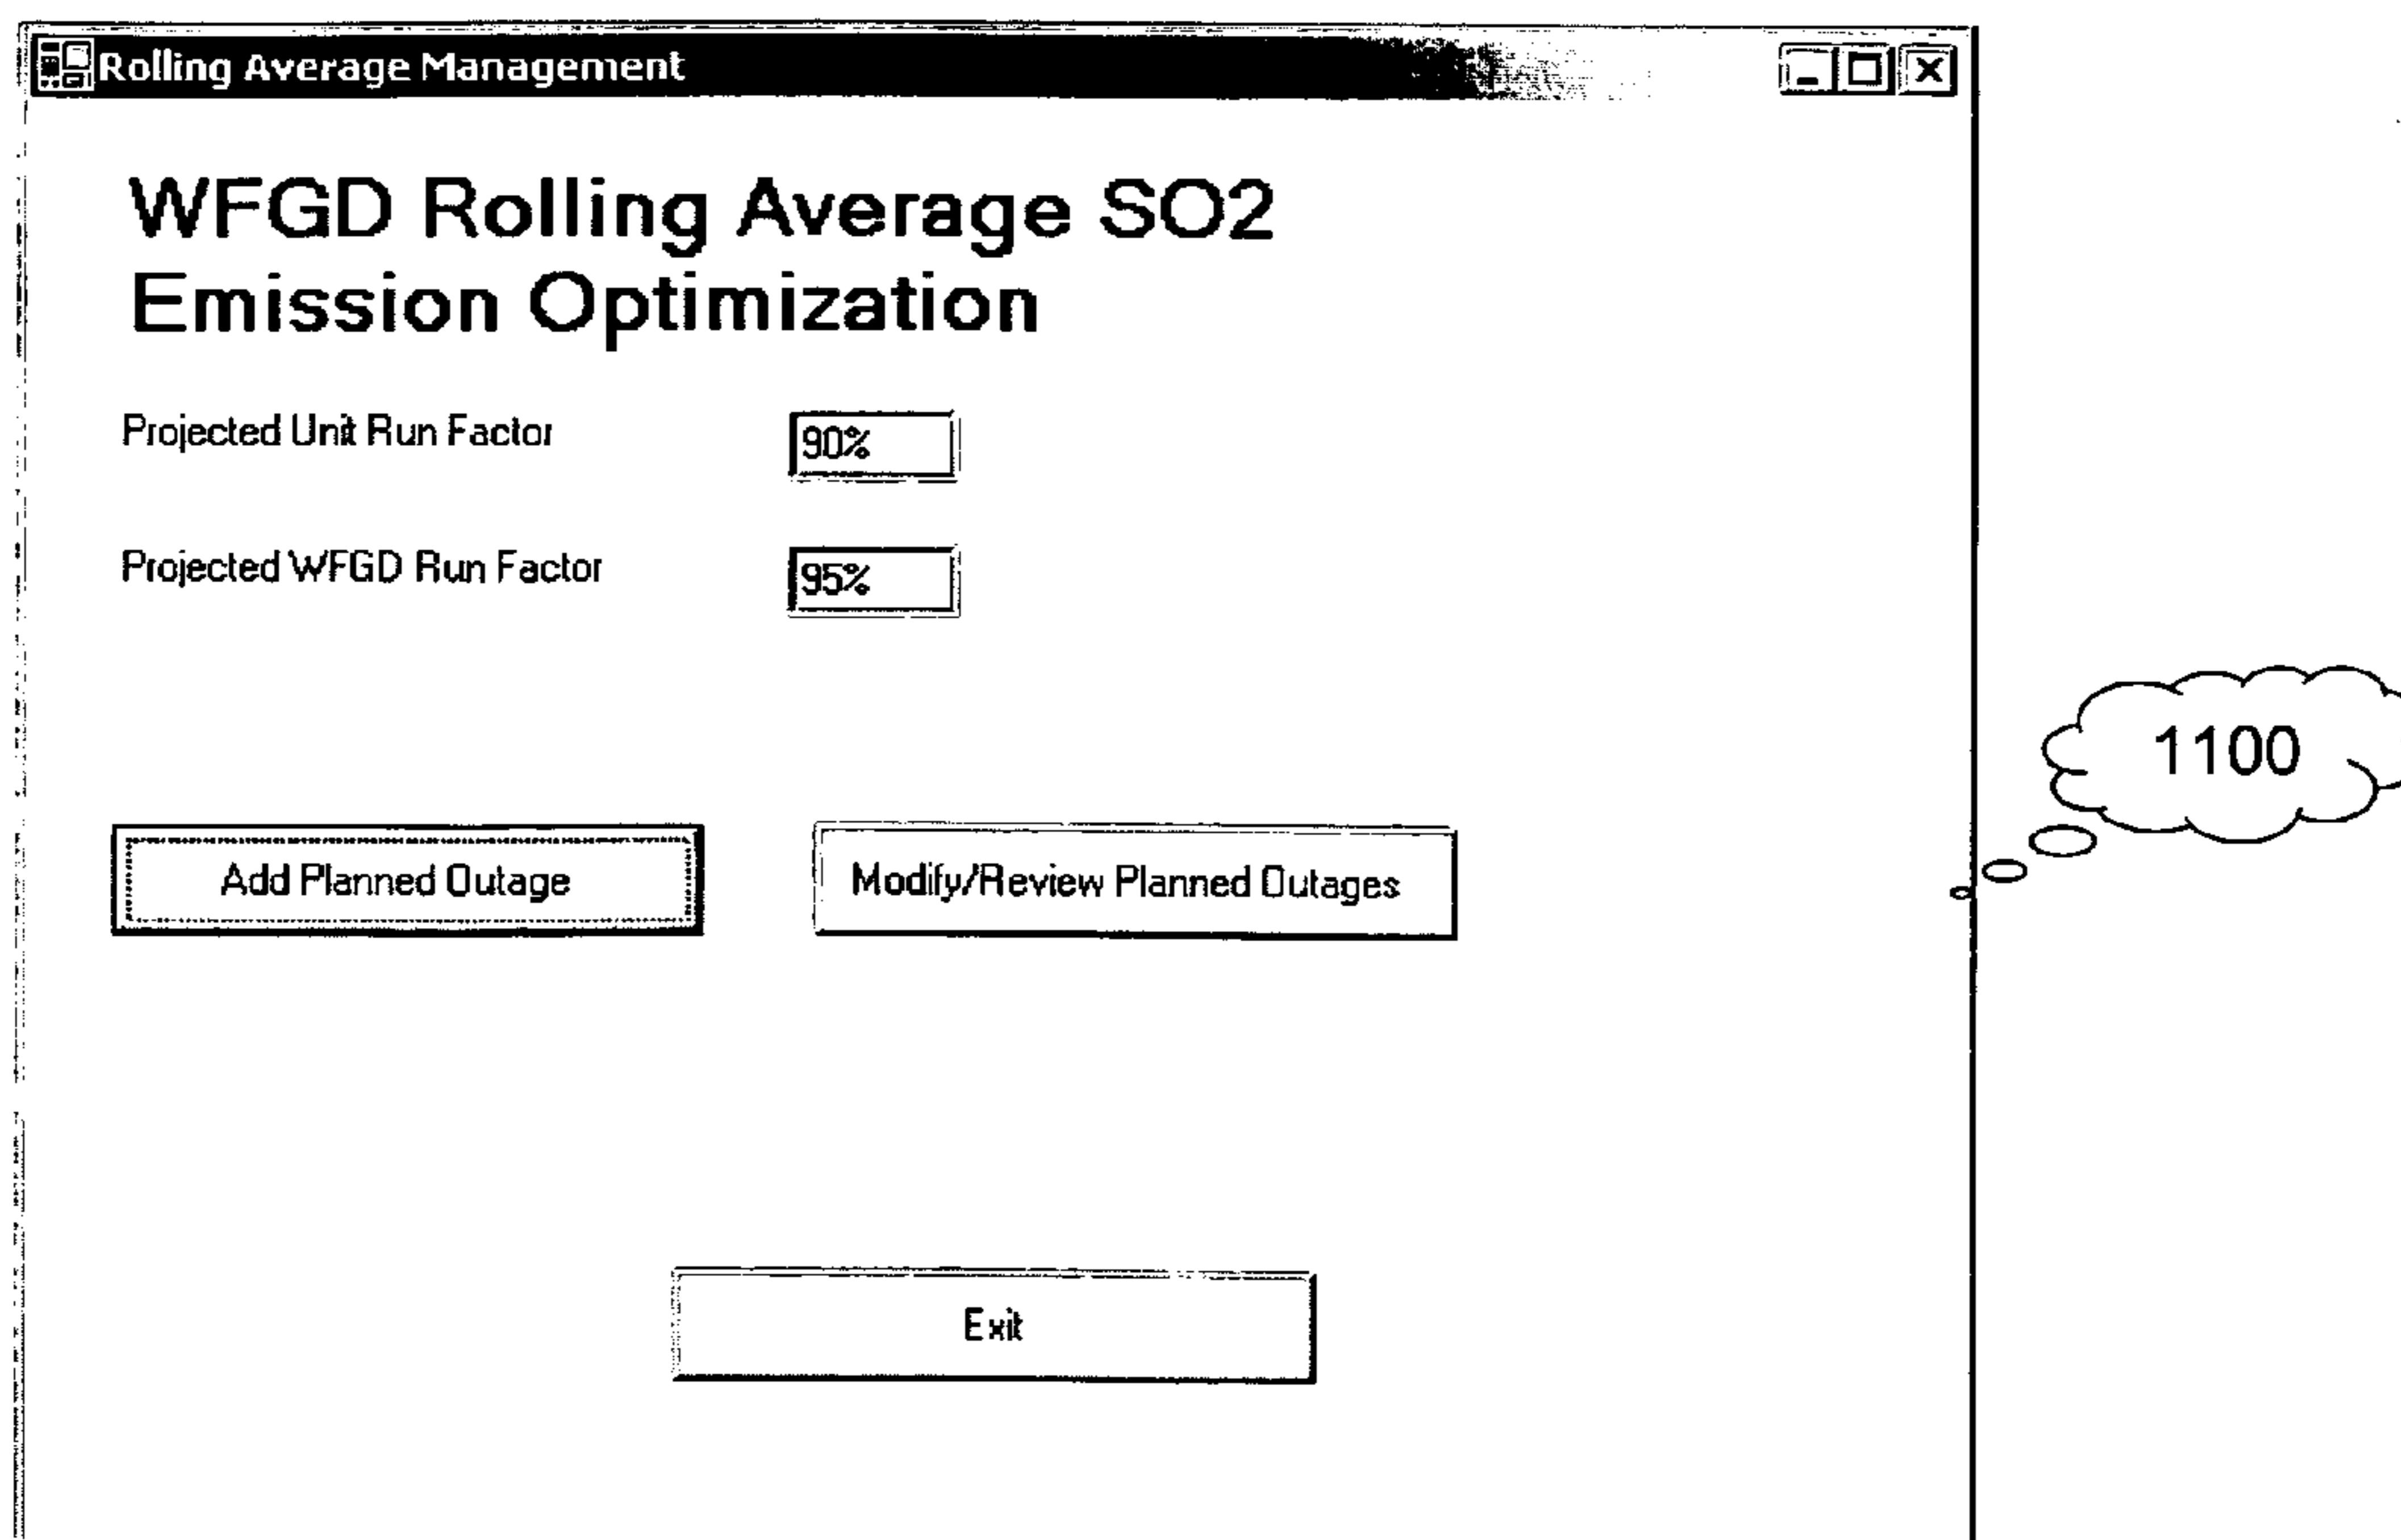 Rolling Average Management
WFGD Rolling Average SO2
Emission Optimization
Projected Unit Run Factor 90%
Projected WFGD Run Factor 95%
1100
Add Planned Outage Modify/Review Planned Outages
Exit